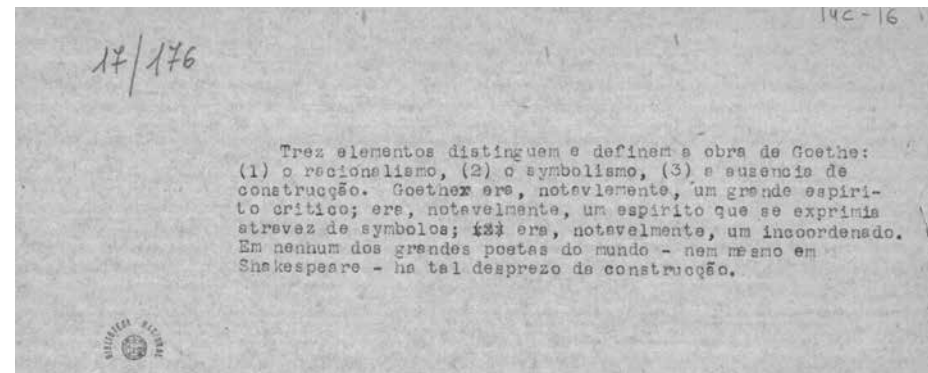 14C-16
17/176
Trez elementos distinguem e definem a obra de Goethe:
(1) o racionalismo, (2) o symbolismo, (3) a ausencia de
construcção. Goethex era, notavlemente, um grande espiri-
to critico; era, notavelmente, um espirito que se exprimia
atravez de symbolos; era, notavelmente, um incoordenado.
Em nenhum dos grandes poetas do mundo - nem mesmo em
Shakespeare - ha tal desprezo da construcção.
BIBLIOTECA NACIONAL